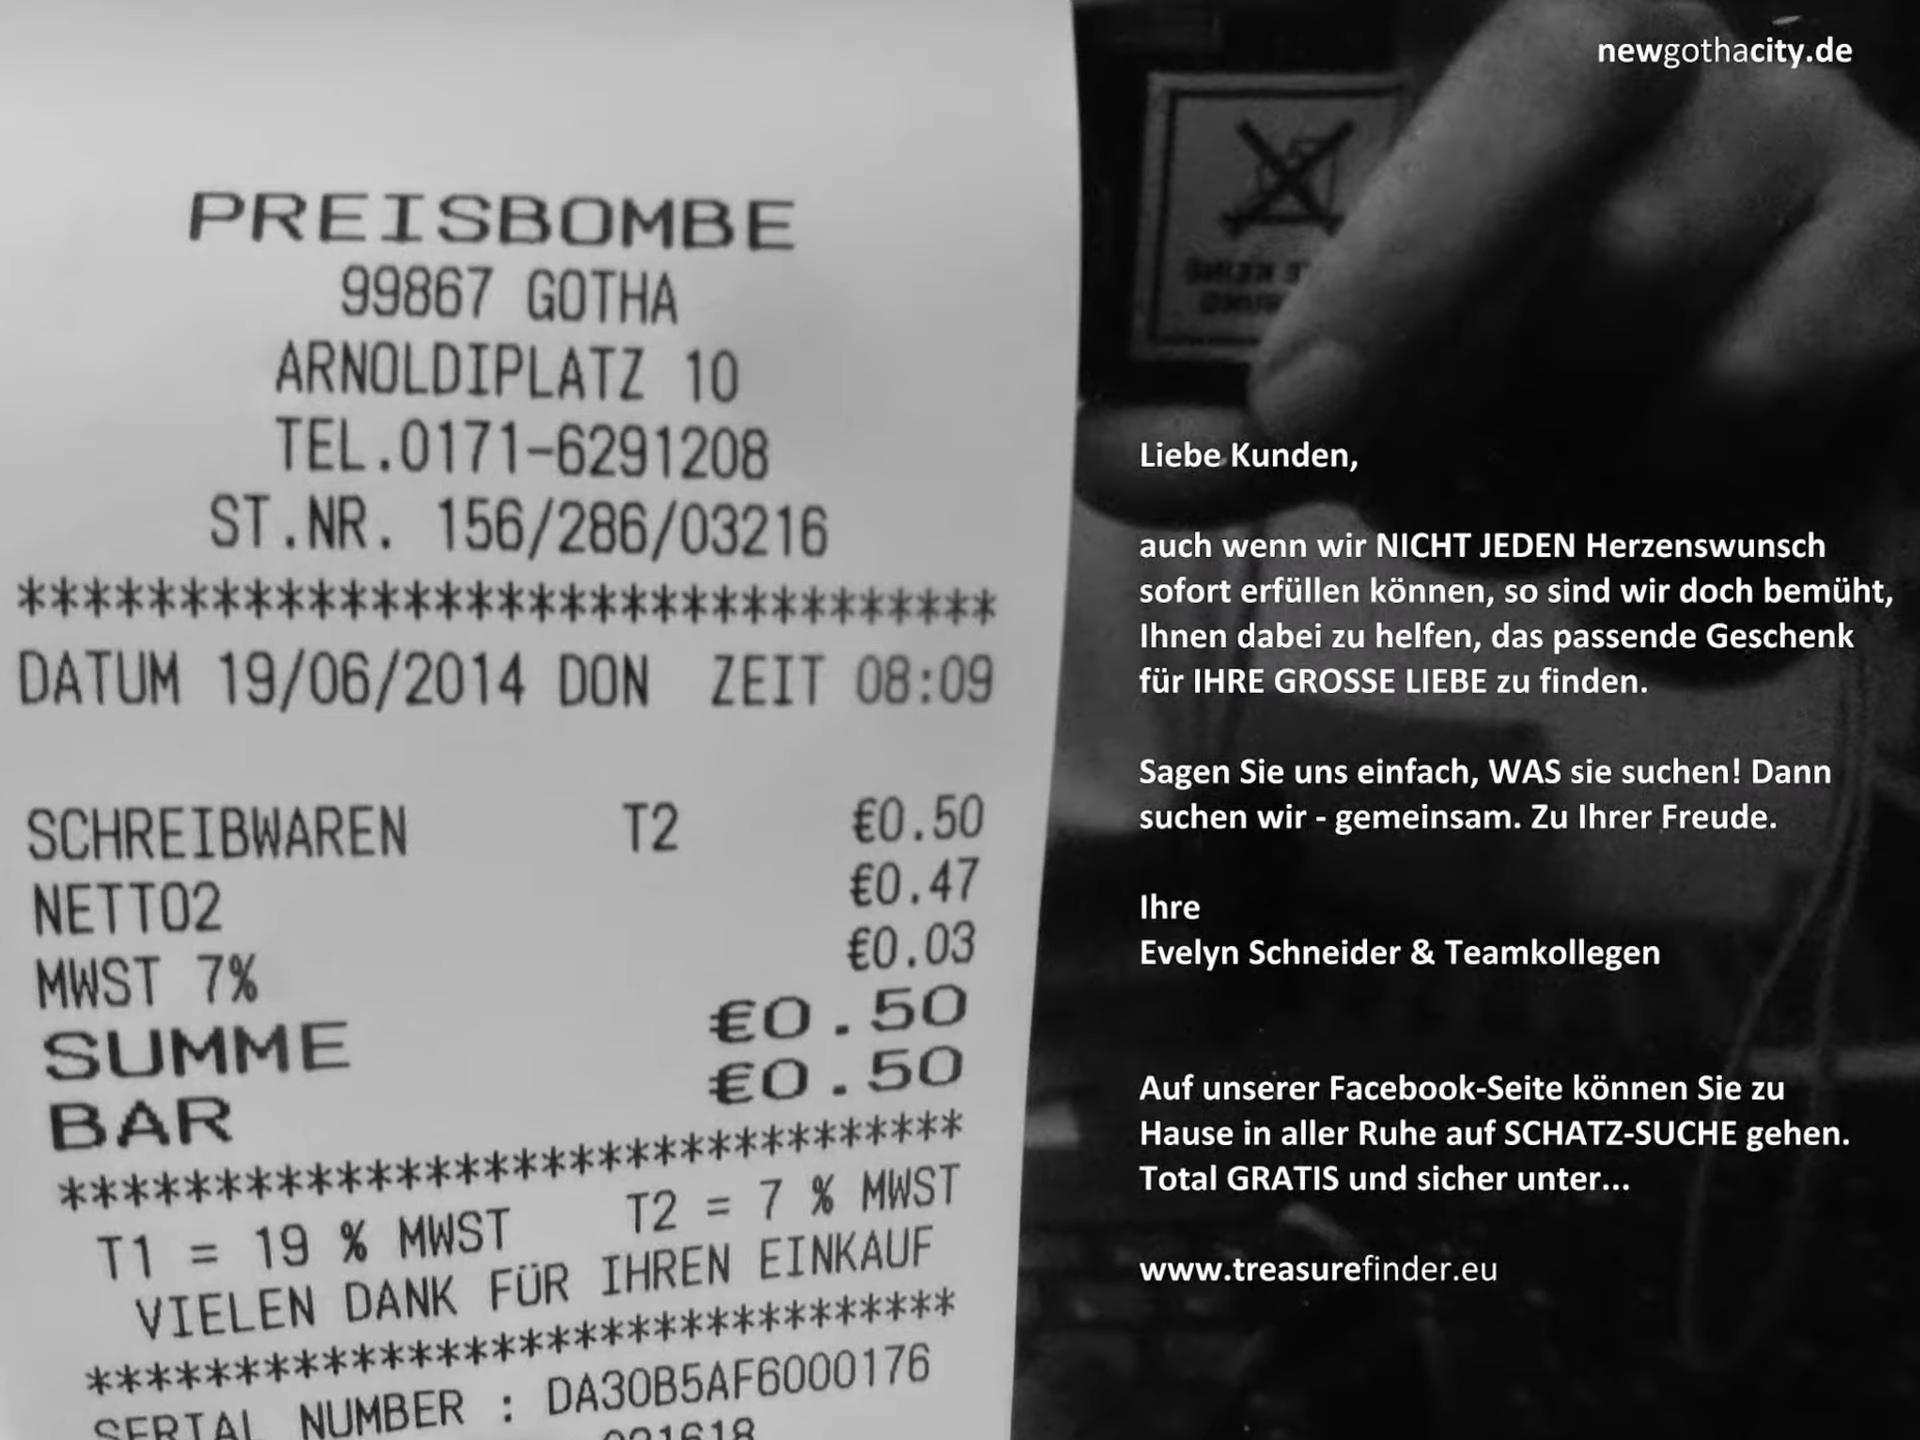 PREISBOMBE
99867 GOTHA
ARNOLDIPLATZ 10
TEL.0171-6291208
ST.NR. 156/286/03216
********************************
DATUM 19/06/2014 DON ZEIT 08:09
SCHREIBWAREN T2 €0.50
NETTO2 €0.47
MWST 7% €0.03
SUMME €0.50
BAR €0.50
********************************
T1 = 19 % MWST T2 = 7 % MWST
VIELEN DANK FÜR IHREN EINKAUF
********************************
SERIAL NUMBER : DA30B5AF6000176
newgothacity.de
Liebe Kunden,
auch wenn wir NICHT JEDEN Herzenswunsch
sofort erfüllen können, so sind wir doch bemüht,
Ihnen dabei zu helfen, das passende Geschenk
für IHRE GROSSE LIEBE zu finden.
Sagen Sie uns einfach, WAS sie suchen! Dann
suchen wir - gemeinsam. Zu Ihrer Freude.
Ihre
Evelyn Schneider & Teamkollegen
Auf unserer Facebook-Seite können Sie zu
Hause in aller Ruhe auf SCHATZ-SUCHE gehen.
Total GRATIS und sicher unter...
www.treasurefinder.eu